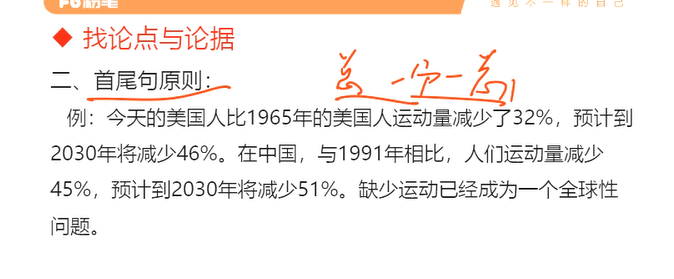 粉笔
遇见不一样的自己
◆ 找论点与论据
二、首尾句原则： 总—分—总
例：今天的美国人比1965年的美国人运动量减少了32%，预计到
2030年将减少46%。在中国，与1991年相比，人们运动量减少
45%，预计到2030年将减少51%。缺少运动已经成为一个全球性
问题。